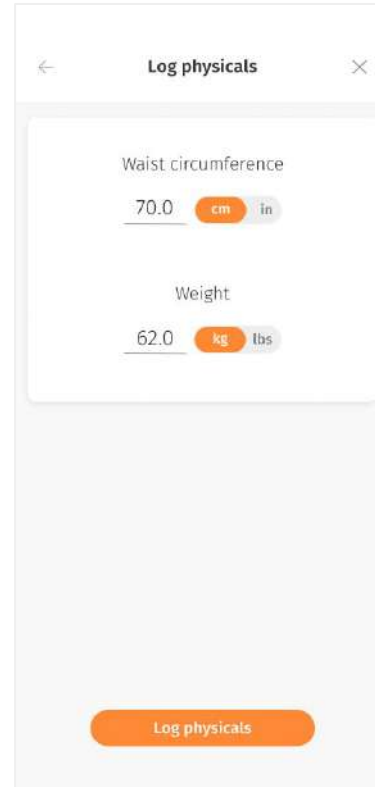 Log physicals
Waist circumference
70.0 cm in
Weight
62.0 kg lbs
Log physicals